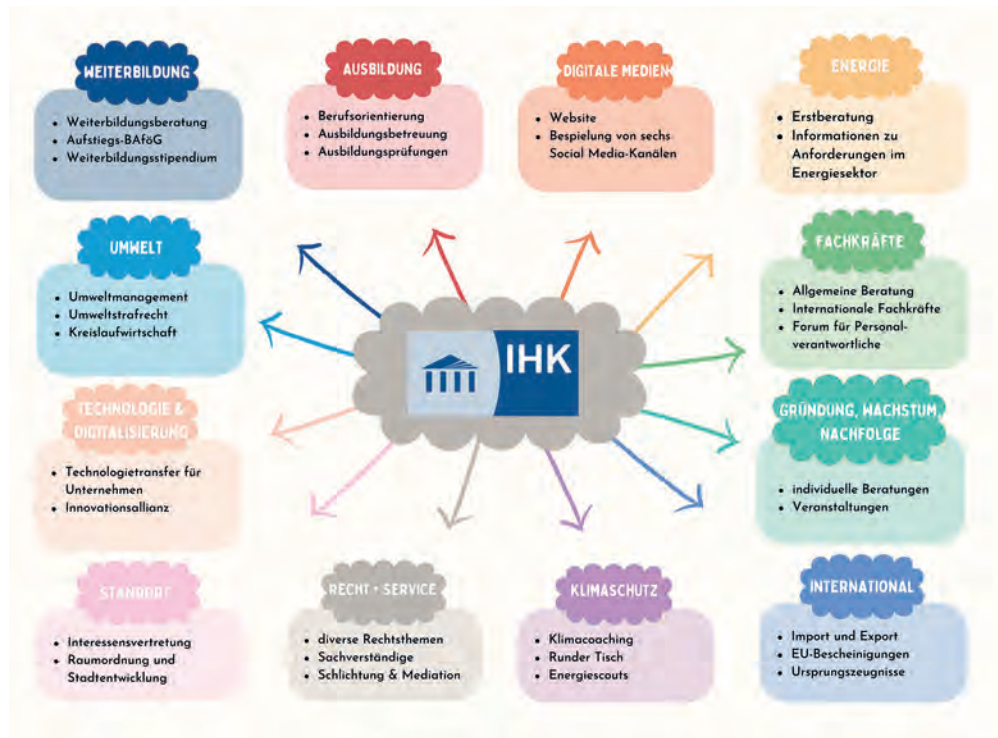 WEITERBILDUNG
• Weiterbildungsberatung
• Aufstiegs-BAföG
• Weiterbildungsstipendium
AUSBILDUNG
• Berufsorientierung
• Ausbildungsbetreuung
• Ausbildungsprüfungen
DIGITALE MEDIEN
• Website
• Bespielung von sechs
Social Media-Kanälen
ENERGIE
• Erstberatung
• Informationen zu
Anforderungen im
Energiesektor
UMWELT
• Umweltmanagement
• Umweltstrafrecht
• Kreislaufwirtschaft
IHK
FACHKRÄFTE
• Allgemeine Beratung
• Internationale Fachkräfte
• Forum für Personal-
verantwortliche
TECHNOLOGIE &
DIGITALISIERUNG
• Technologietransfer für
Unternehmen
• Innovationsallianz
GRÜNDUNG, WACHSTUM,
NACHFOLGE
• individuelle Beratungen
• Veranstaltungen
STANDORT
• Interessensvertretung
• Raumordnung und
Stadtentwicklung
RECHT + SERVICE
• diverse Rechtsthemen
• Sachverständige
• Schlichtung & Mediation
KLIMASCHUTZ
• Klimacoaching
• Runder Tisch
• Energiescouts
INTERNATIONAL
• Import und Export
• EU-Bescheinigungen
• Ursprungszeugnisse